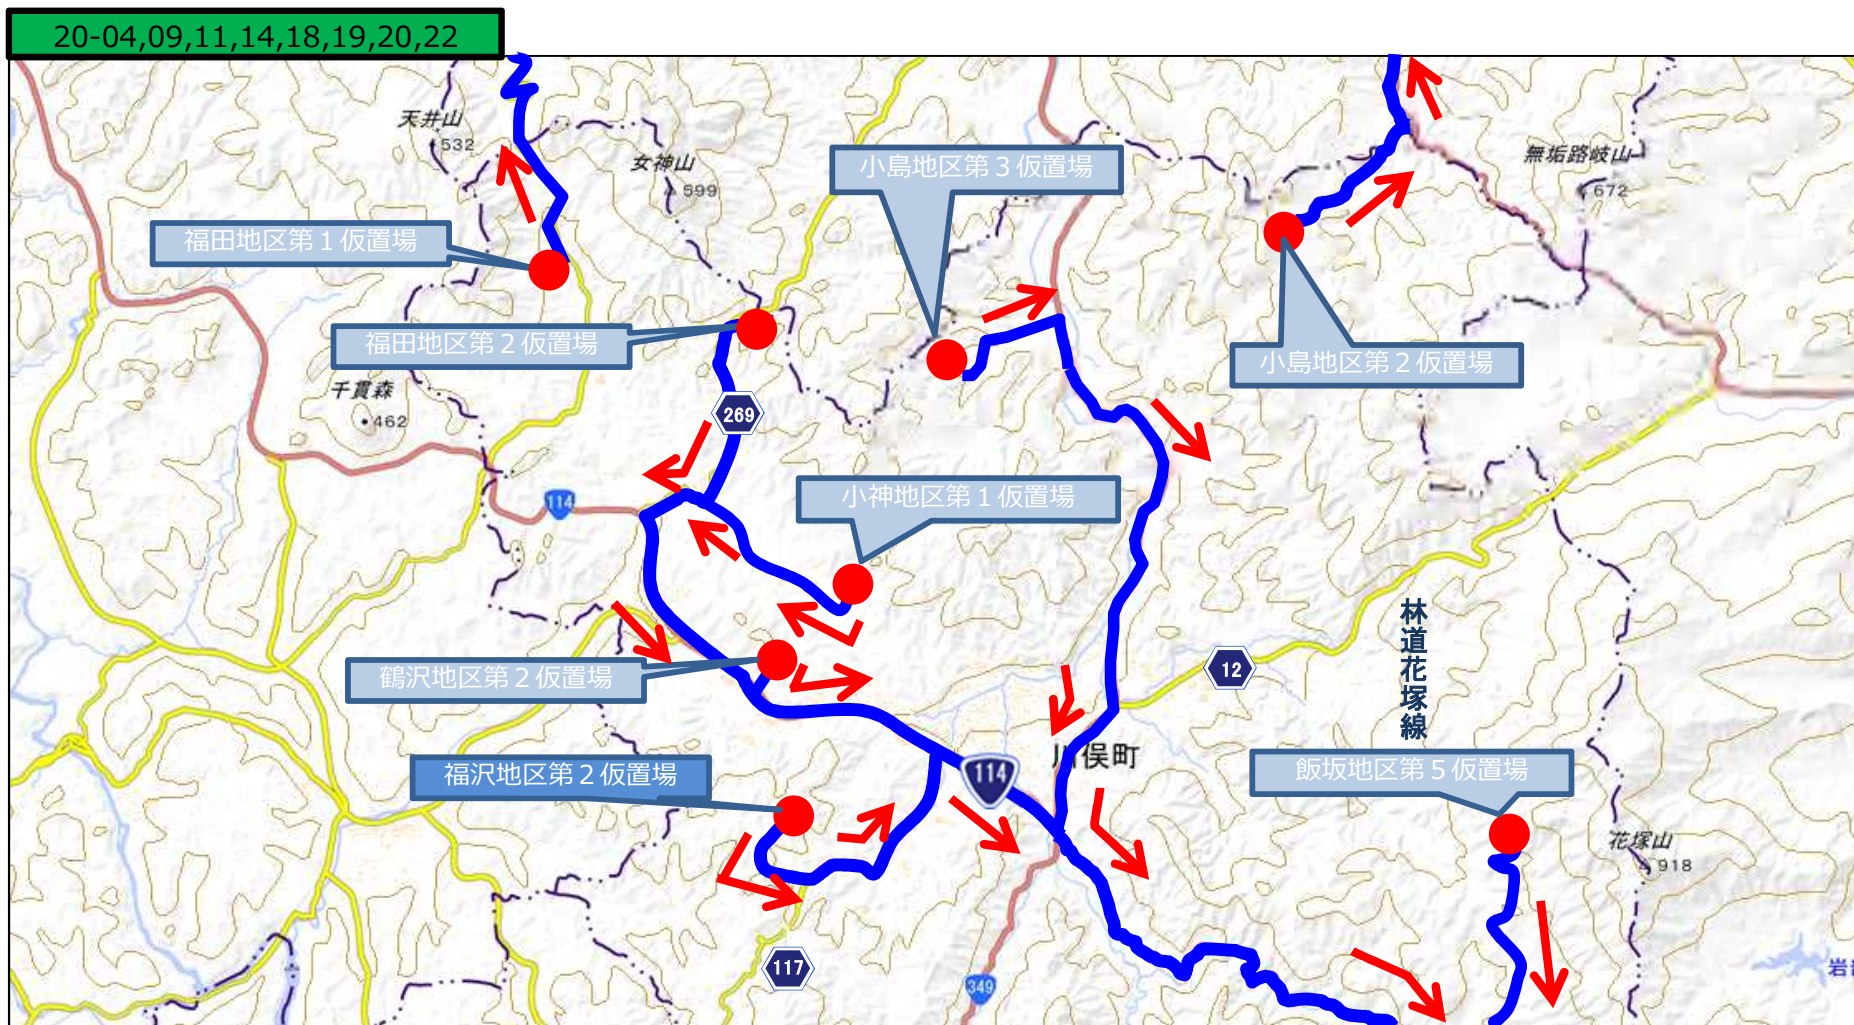 20-04,09,11,14,18,19,20,22
天井山
532
女神山
599
小島地区第３仮置場
無垢路岐山
672
福田地区第１仮置場
福田地区第２仮置場
小島地区第２仮置場
千貫森
462
269
114
小神地区第１仮置場
林道花塚線
12
鶴沢地区第２仮置場
川俣町
福沢地区第２仮置場
114
飯坂地区第５仮置場
花塚山
918
117
349
岩